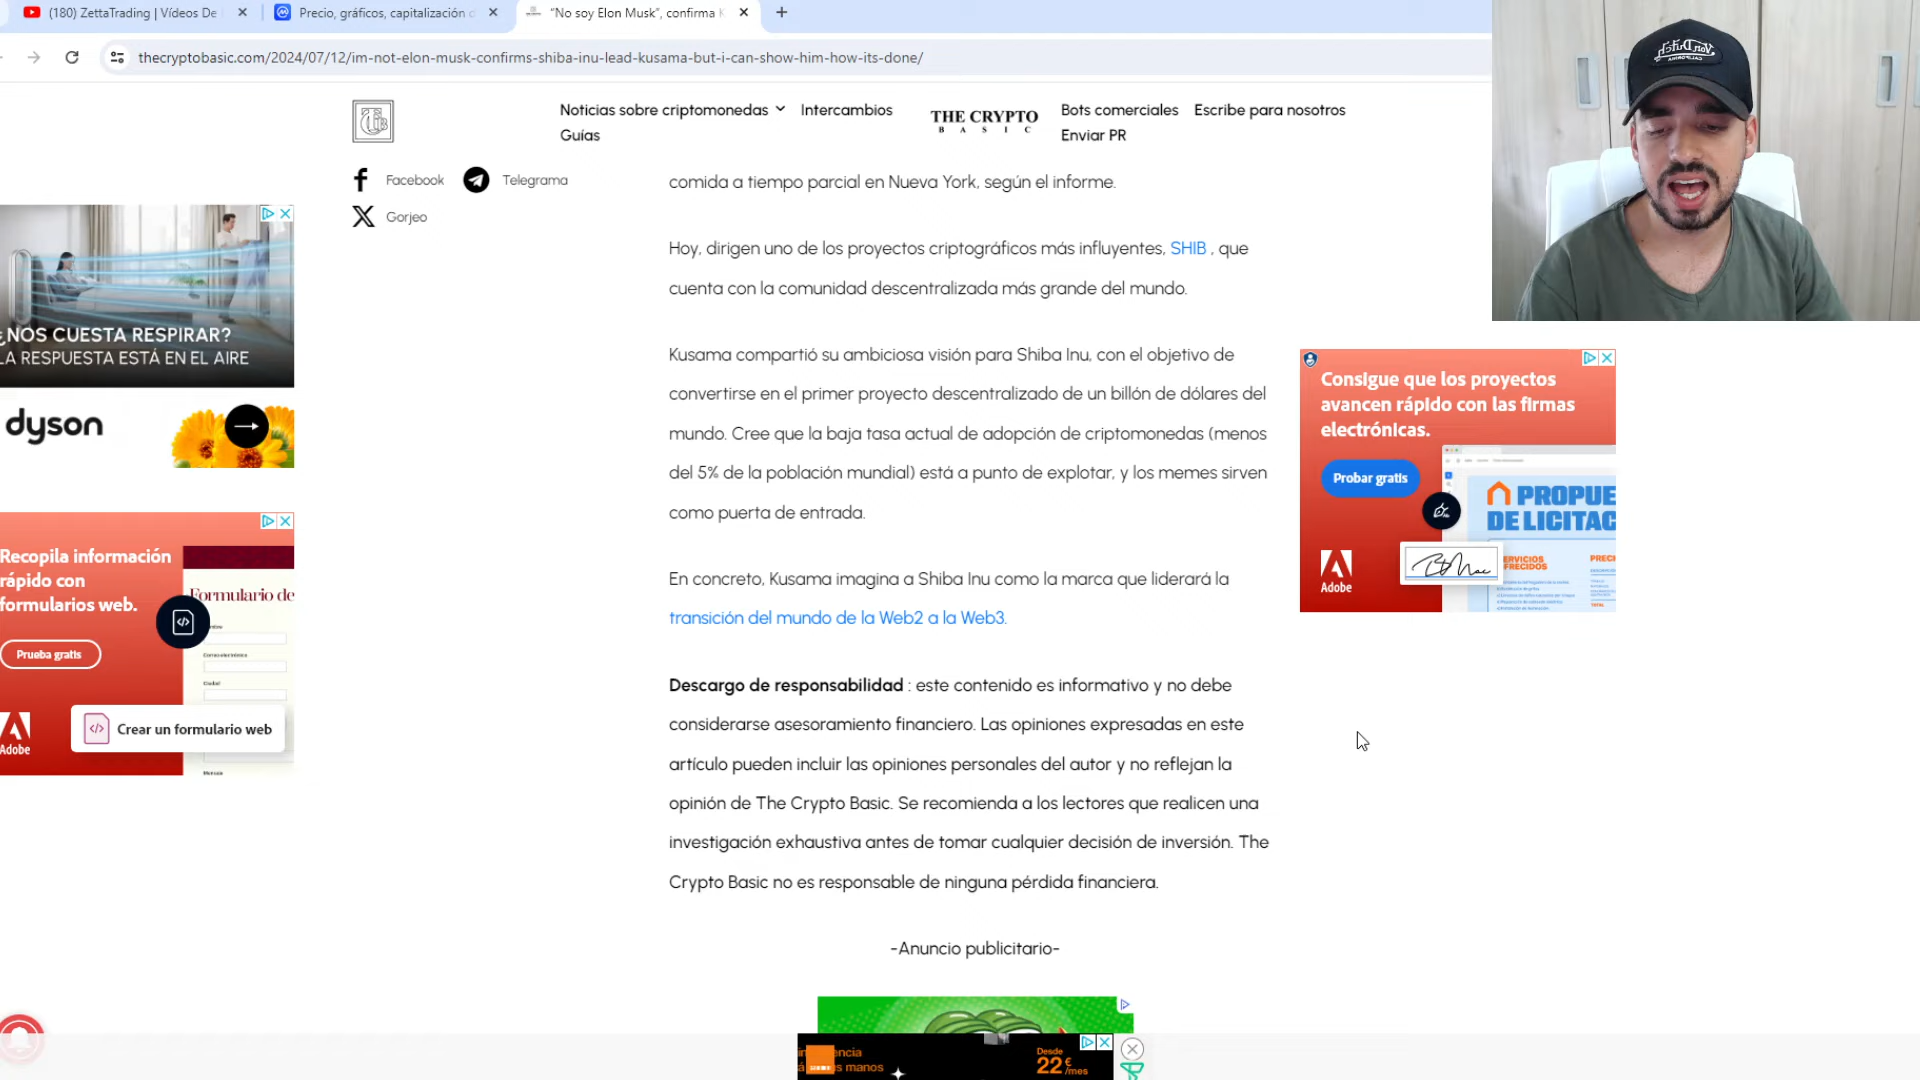 (180) ZettaTrading | Vídeos De
Precio, gráficos, capitalización d
"No soy Elon Musk", confirma K
thecryptobasic.com/2024/07/12/im-not-elon-musk-confirms-shiba-inu-lead-kusama-but-i-can-show-him-how-its-done/
Noticias sobre criptomonedas
Intercambios
Guías
THE CRYPTO
BASIC
Bots comerciales
Escribe para nosotros
Enviar PR
Facebook
Telegrama
Gorjeo
comida a tiempo parcial en Nueva York, según el informe.
Hoy, dirigen uno de los proyectos criptográficos más influyentes, SHIB , que
cuenta con la comunidad descentralizada más grande del mundo.
Kusama compartió su ambiciosa visión para Shiba Inu, con el objetivo de
convertirse en el primer proyecto descentralizado de un billón de dólares del
mundo. Cree que la baja tasa actual de adopción de criptomonedas (menos
del 5% de la población mundial) está a punto de explotar, y los memes sirven
como puerta de entrada.
En concreto, Kusama imagina a Shiba Inu como la marca que liderará la
transición del mundo de la Web2 a la Web3.
Descargo de responsabilidad : este contenido es informativo y no debe
considerarse asesoramiento financiero. Las opiniones expresadas en este
artículo pueden incluir las opiniones personales del autor y no reflejan la
opinión de The Crypto Basic. Se recomienda a los lectores que realicen una
investigación exhaustiva antes de tomar cualquier decisión de inversión. The
Crypto Basic no es responsable de ninguna pérdida financiera.
-Anuncio publicitario-
¿NOS CUESTA RESPIRAR?
LA RESPUESTA ESTÁ EN EL AIRE
dyson
Recopila información
rápido con
formularios web.
Prueba gratis
Formulario de
Correo electrónico
Ciudad
Mensaje
</>
Crear un formulario web
Adobe
Consigue que los proyectos
avancen rápido con las firmas
electrónicas.
Probar gratis
PROPUE
DE LICITAC
ERVICIOS
FRECIDOS
PRECI
Adobe
encia
s manos
Desde
22 €
/mes
Von Dutch